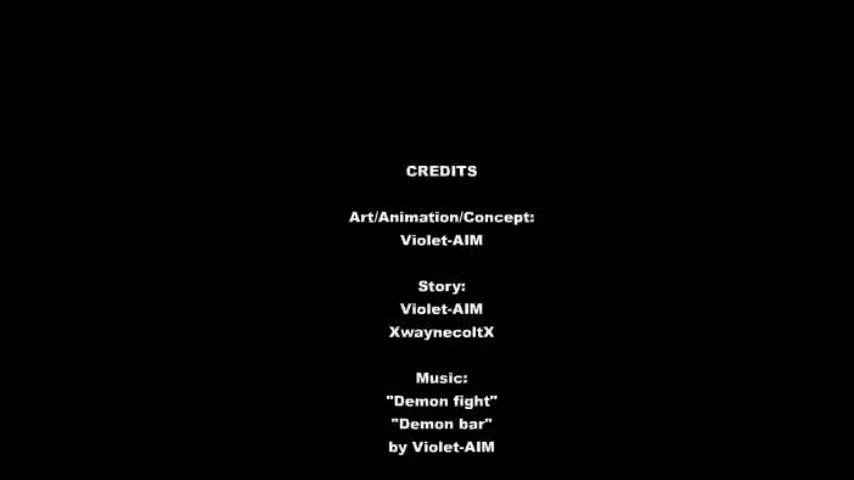 CREDITS
Art/Animation/Concept:
Violet-AIM
Story:
Violet-AIM
XwaynecoltX
Music:
"Demon fight"
"Demon bar"
by Violet-AIM